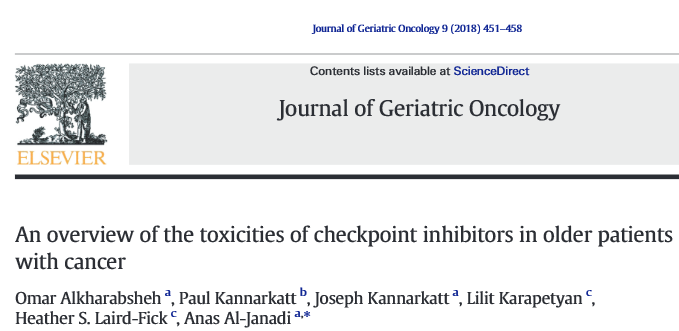 Journal of Geriatric Oncology 9 (2018) 451–458
Contents lists available at ScienceDirect
Journal of Geriatric Oncology
ELSEVIER
An overview of the toxicities of checkpoint inhibitors in older patients
with cancer
Omar Alkharabsheh a, Paul Kannarkatt b, Joseph Kannarkatt a, Lilit Karapetyan c,
Heather S. Laird-Fick c, Anas Al-Janadi a,*